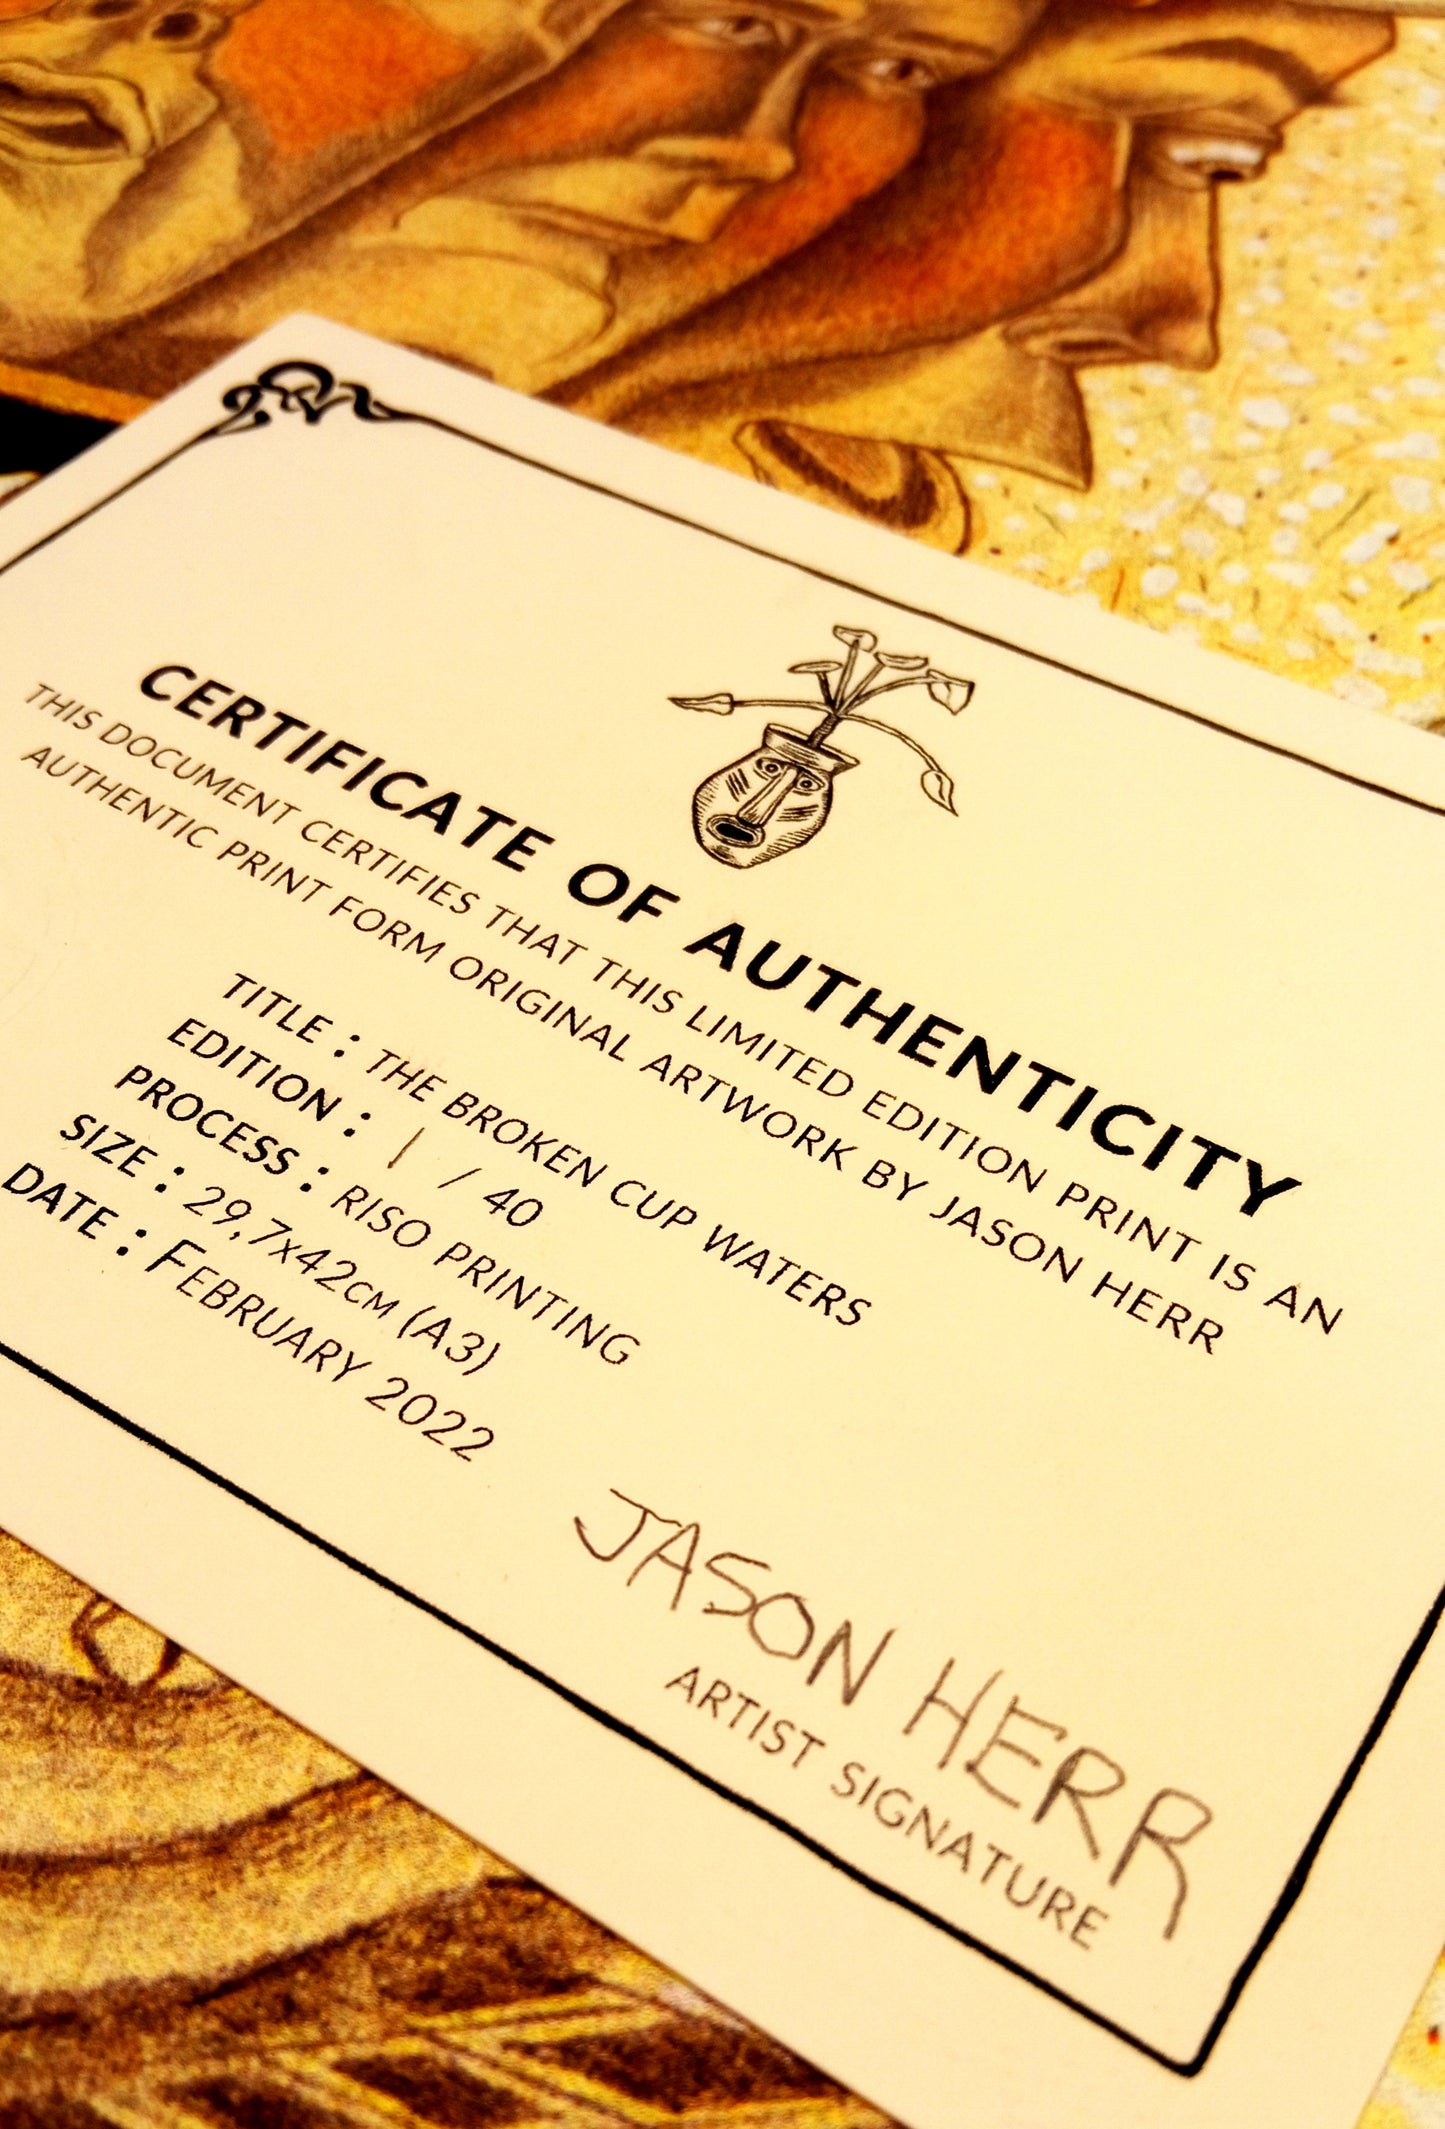 CERTIFICATE OF AUTHENTICITY
THIS DOCUMENT CERTIFIES THAT THIS LIMITED EDITION PRINT IS AN
AUTHENTIC PRINT FORM ORIGINAL ARTWORK BY JASON HERR
TITLE : THE BROKEN CUP WATERS
EDITION : 1 / 40
PROCESS : RISO PRINTING
SIZE : 29,7x42CM (A3)
DATE : FEBRUARY 2022
JASON HERR
ARTIST SIGNATURE